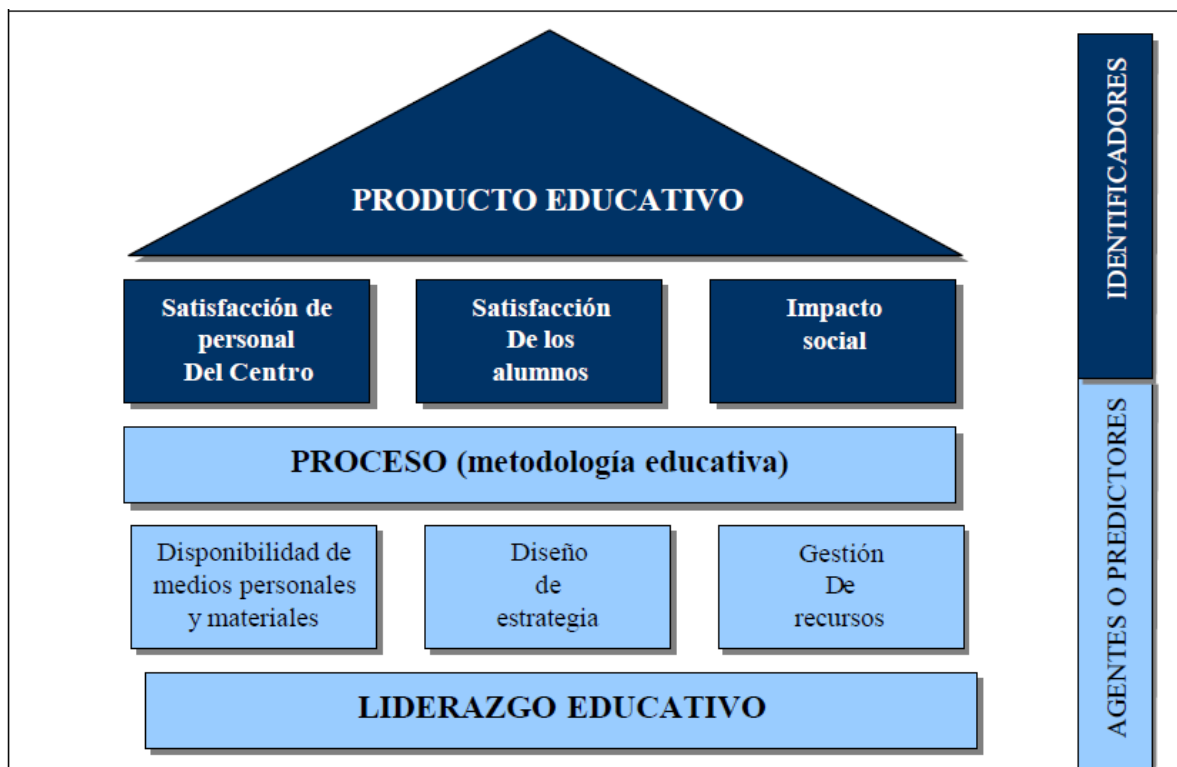 PRODUCTO EDUCATIVO
Satisfacción de
personal
Del Centro
Satisfacción
De los
alumnos
Impacto
social
PROCESO (metodología educativa)
Disponibilidad de
medios personales
y materiales
Diseño
de
estrategia
Gestión
De
recursos
LIDERAZGO EDUCATIVO
IDENTIFICADORES
AGENTES O PREDICTORES